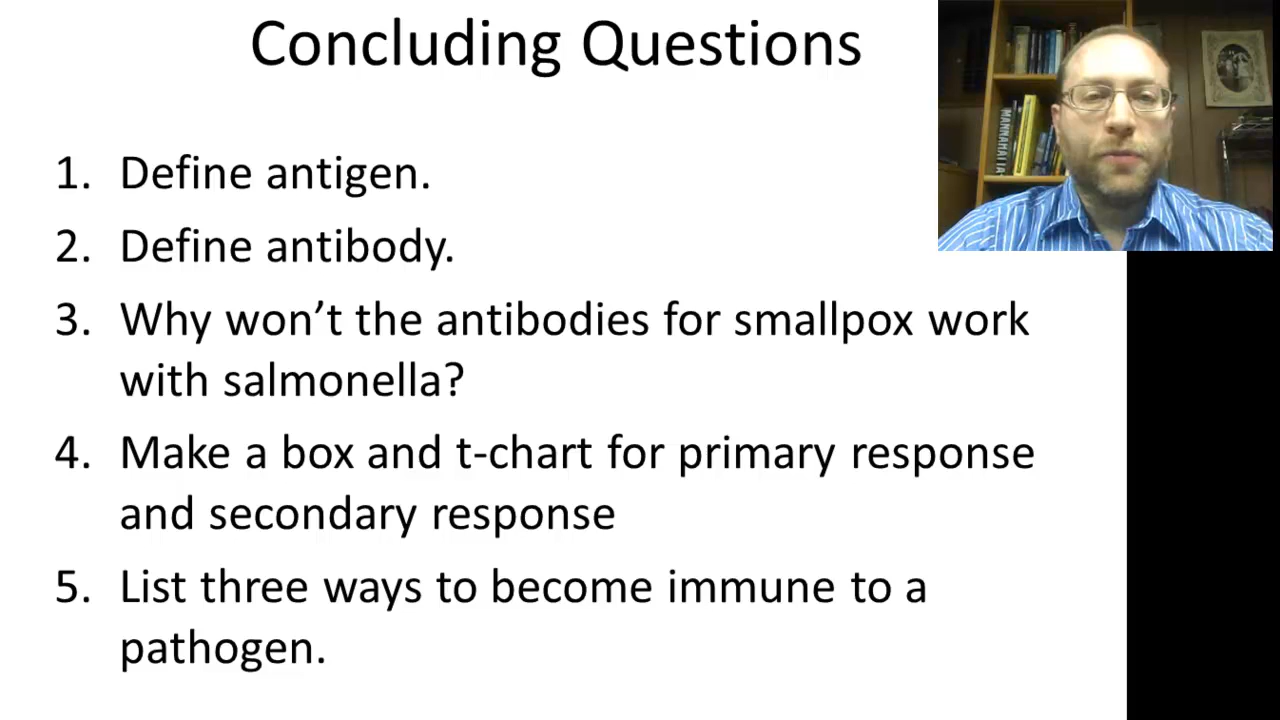 Concluding Questions
1. Define antigen.
2. Define antibody.
3. Why won’t the antibodies for smallpox work
with salmonella?
4. Make a box and t-chart for primary response
and secondary response
5. List three ways to become immune to a
pathogen.
MANNAHATTA